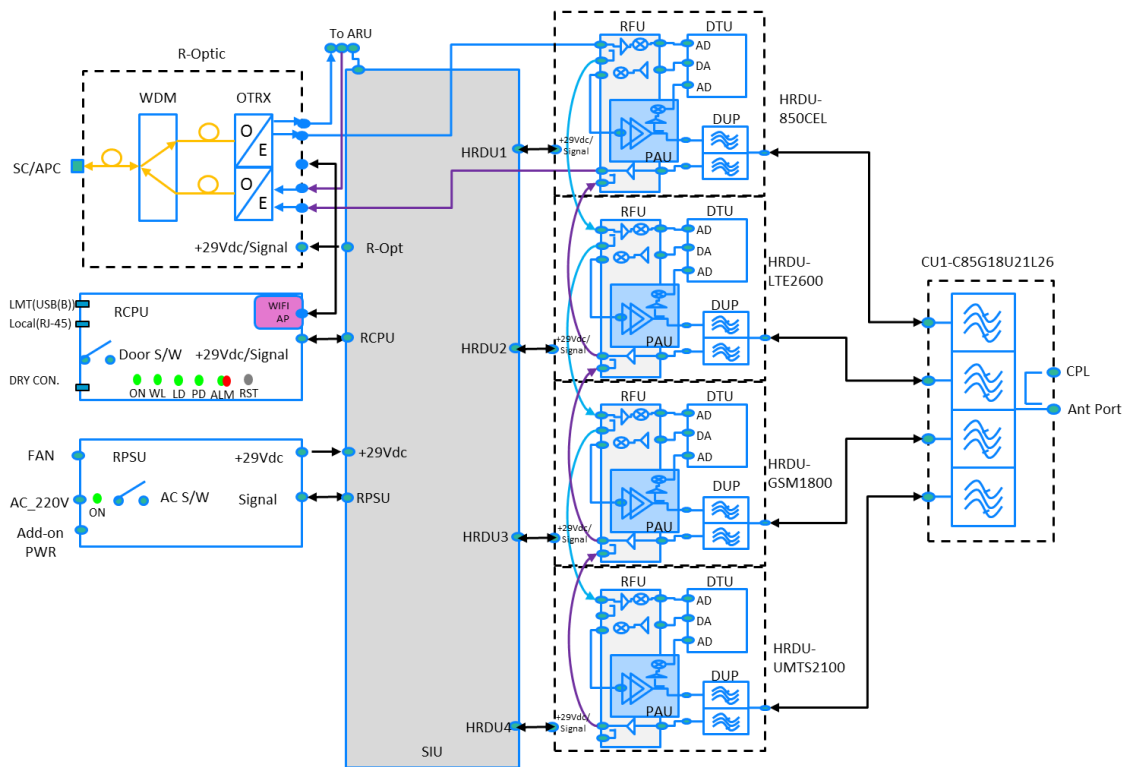 To ARU
R-Optic
WDM
OTRX
O
E
O
E
SC/APC
+29Vdc/Signal
R-Opt
LMT(USB(B))
Local(RJ-45)
RCPU
WIFI
AP
Door S/W
+29Vdc/Signal
RCPU
DRY CON.
ON
WL
LD
PD
ALM
RST
FAN
RPSU
+29Vdc
+29Vdc
AC_220V
ON
AC S/W
Signal
RPSU
Add-on
PWR
SIU
HRDU1
HRDU2
HRDU3
HRDU4
RFU
DTU
AD
DA
AD
DUP
PAU
+29Vdc/
Signal
HRDU-
850CEL
RFU
DTU
AD
DA
AD
DUP
PAU
+29Vdc/
Signal
HRDU-
LTE2600
RFU
DTU
AD
DA
AD
DUP
PAU
+29Vdc/
Signal
HRDU-
GSM1800
RFU
DTU
AD
DA
AD
DUP
PAU
+29Vdc/
Signal
HRDU-
UMTS2100
CU1-C85G18U21L26
CPL
Ant Port